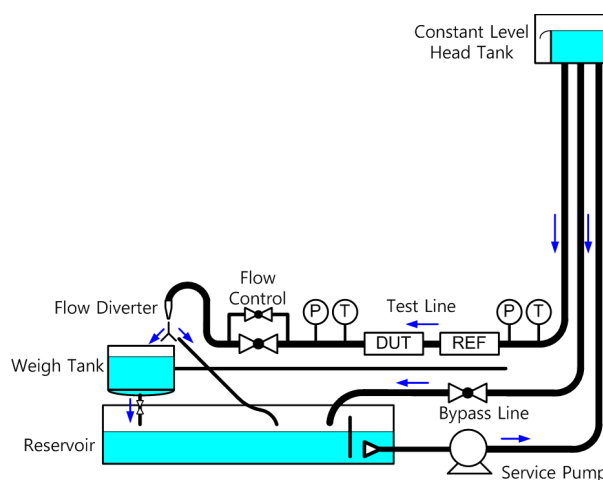 Constant Level
Head Tank
Flow
Control
Flow Diverter
P
T
Test Line
P
T
DUT
REF
Weigh Tank
Bypass Line
Reservoir
Service Pump